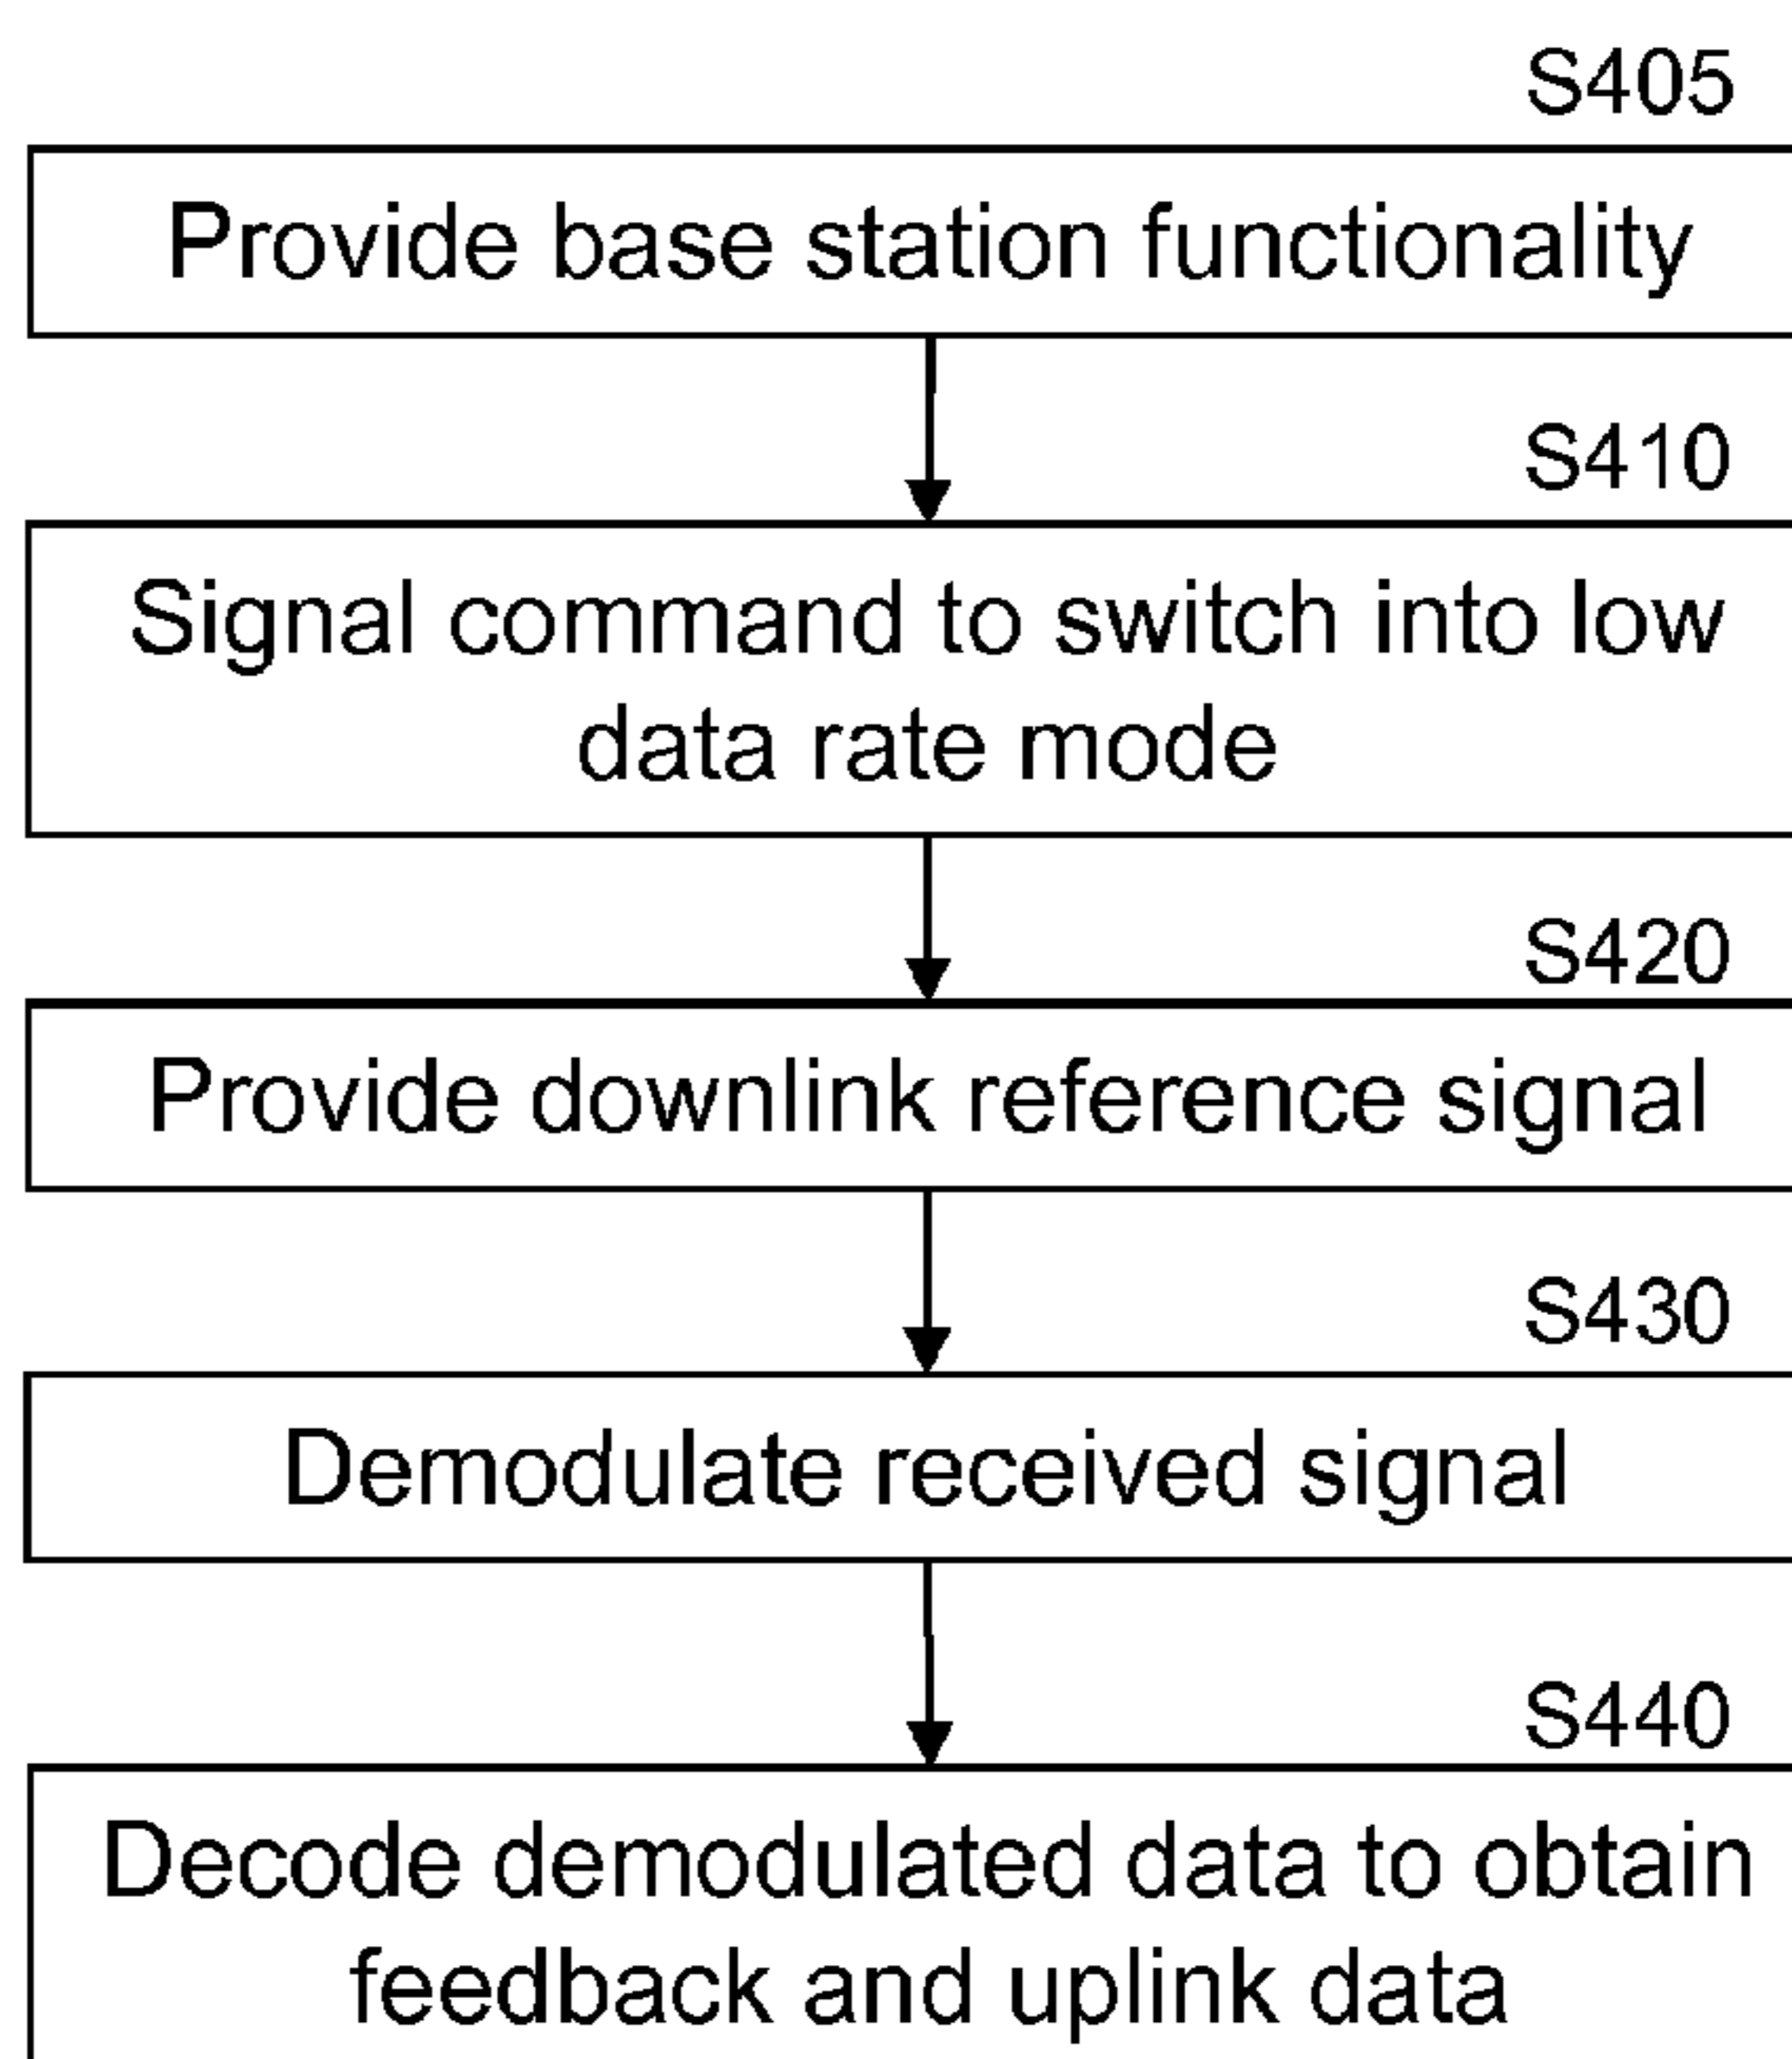 S405
Provide base station functionality
S410
Signal command to switch into low
data rate mode
S420
Provide downlink reference signal
S430
Demodulate received signal
S440
Decode demodulated data to obtain
feedback and uplink data